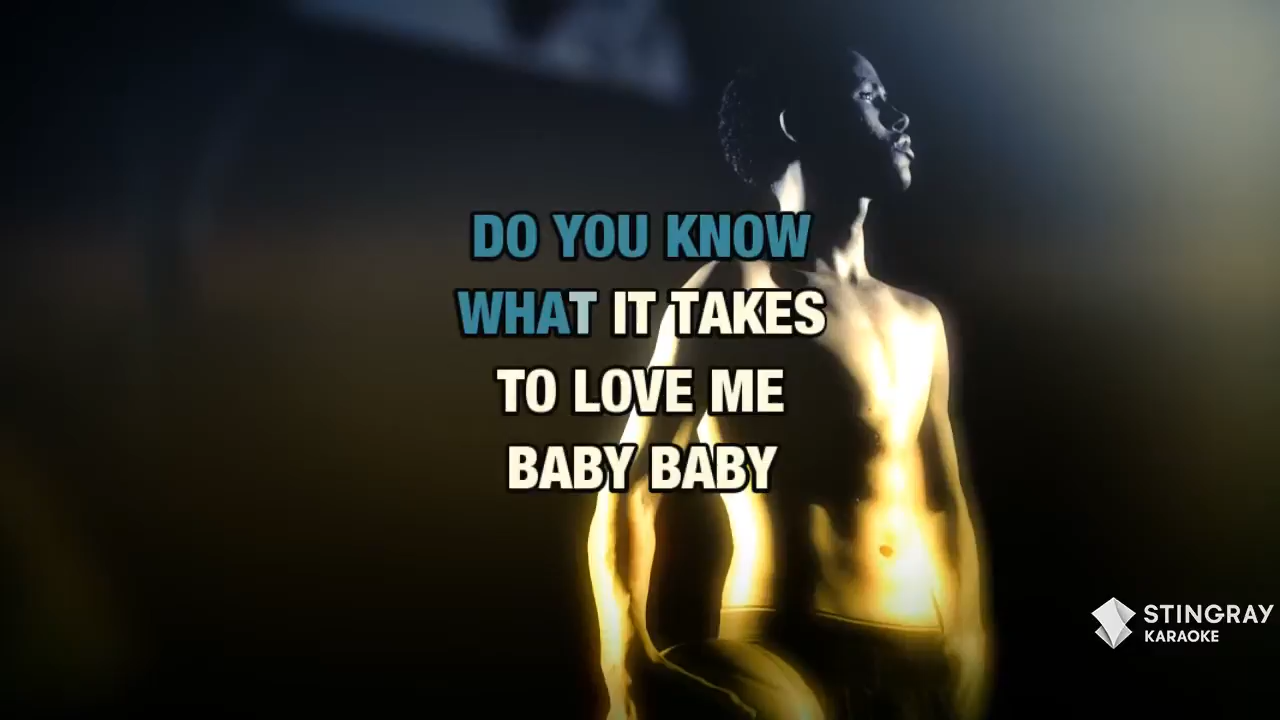 DO YOU KNOW
WHAT IT TAKES
TO LOVE ME
BABY BABY
STINGRAY
KARAOKE